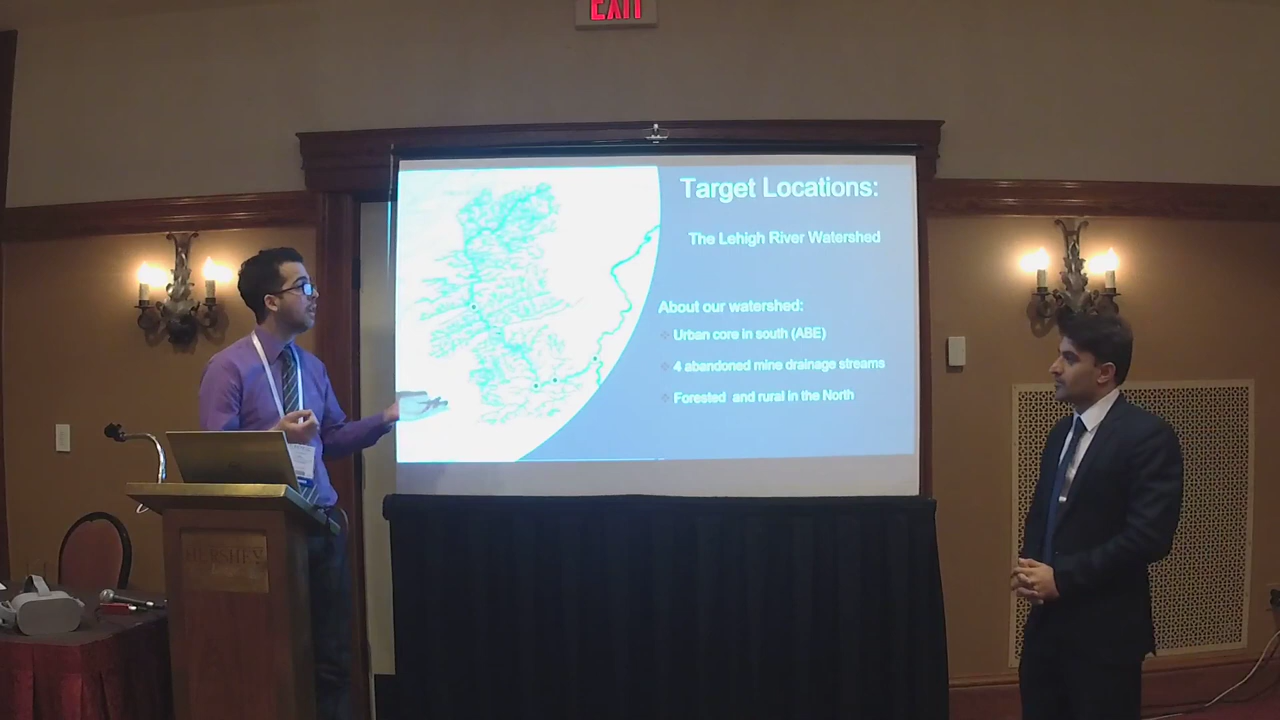 EXIT
Target Locations:
The Lehigh River Watershed
About our watershed:
Urban core in south (ABE)
4 abandoned mine drainage streams
Forested and rural in the North
HERSHEY